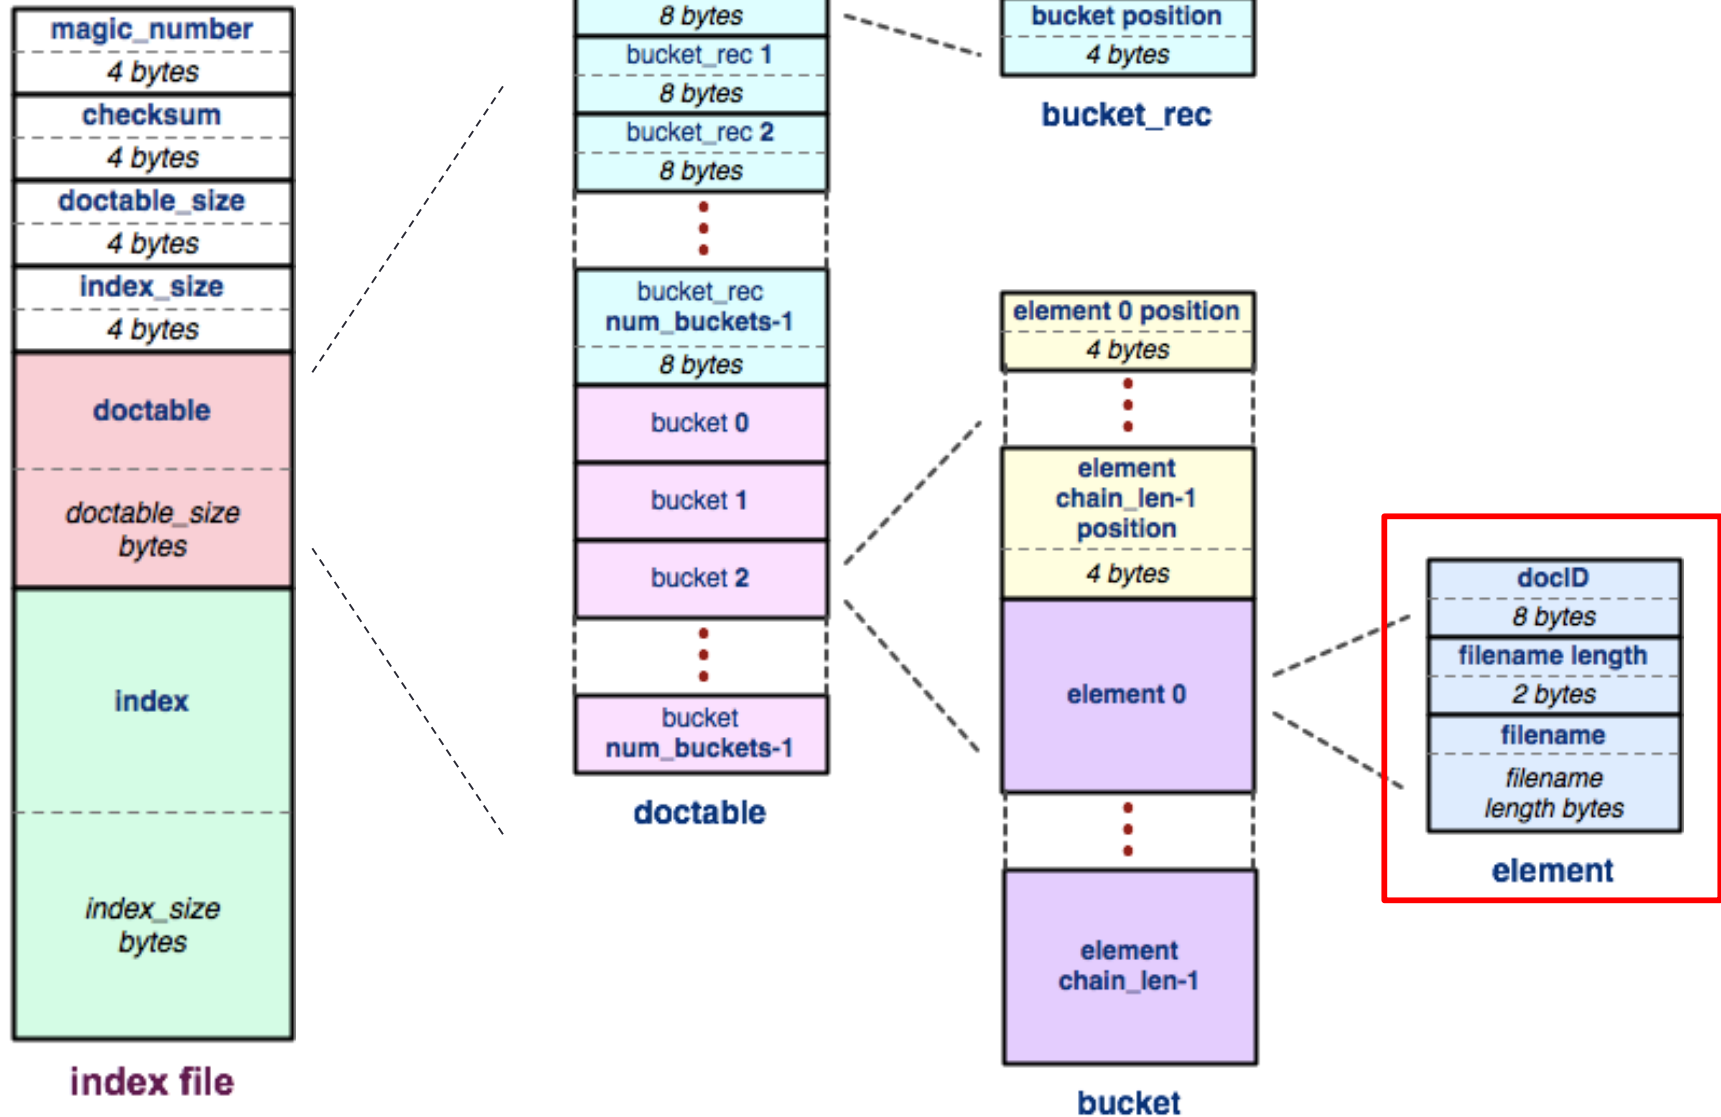 magic_number
4 bytes
checksum
4 bytes
doctable_size
4 bytes
index_size
4 bytes
doctable
doctable_size
bytes
index
index_size
bytes
index file
8 bytes
bucket_rec 1
8 bytes
bucket_rec 2
8 bytes
bucket_rec
num_buckets-1
8 bytes
bucket 0
bucket 1
bucket 2
bucket
num_buckets-1
doctable
bucket position
4 bytes
bucket_rec
element 0 position
4 bytes
element
chain_len-1
position
4 bytes
element 0
element
chain_len-1
bucket
docID
8 bytes
filename length
2 bytes
filename
filename
length bytes
element